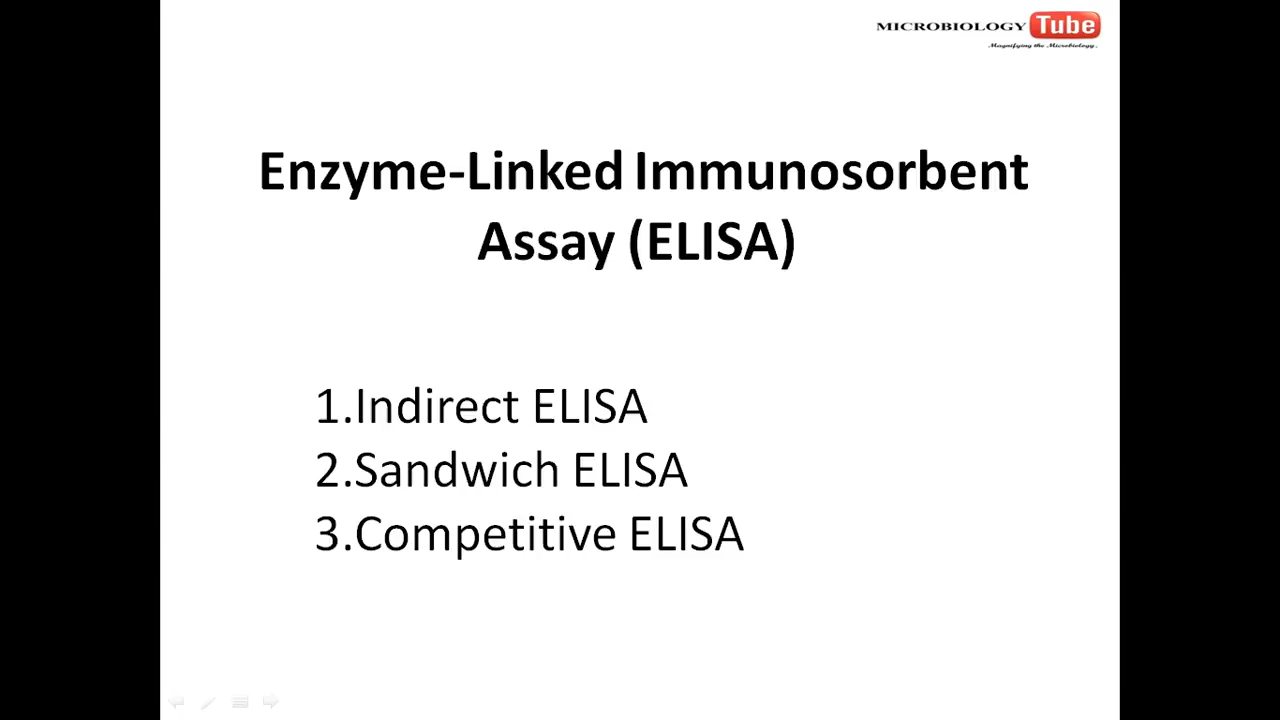 MICROBIOLOGY Tube
Magnifying the Microbiology.
Enzyme-Linked Immunosorbent
Assay (ELISA)
1.Indirect ELISA
2.Sandwich ELISA
3.Competitive ELISA